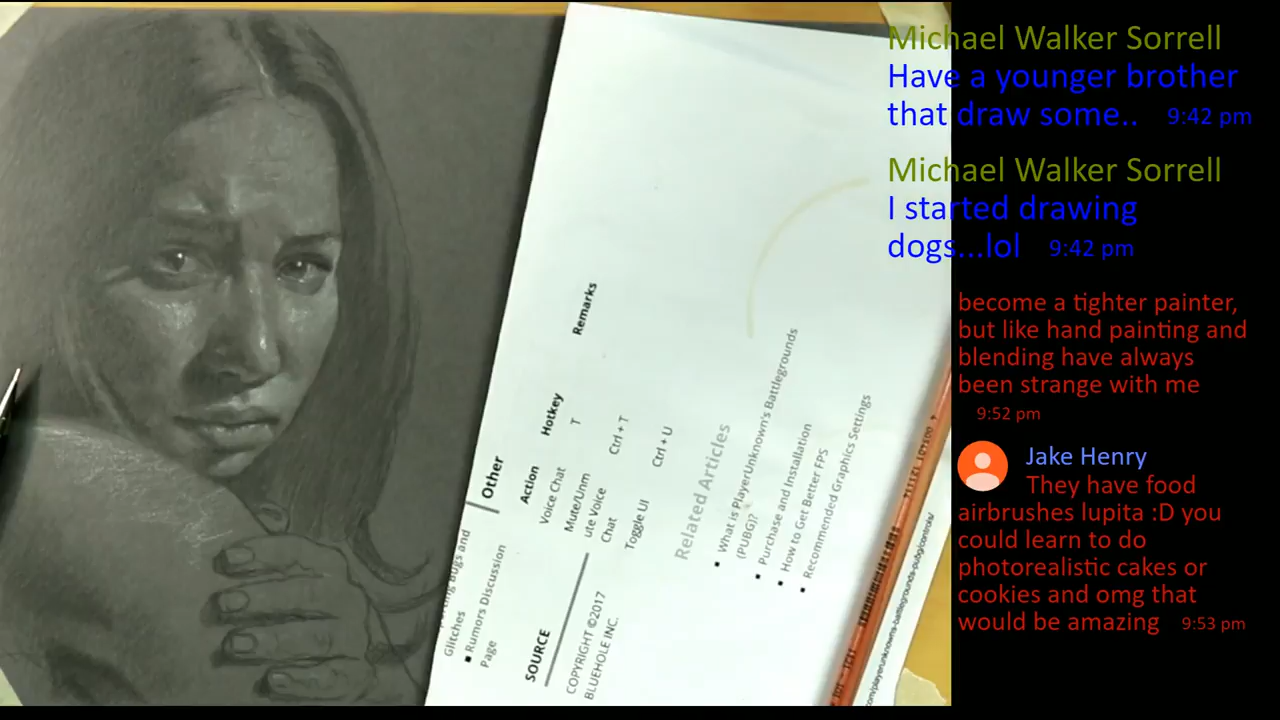 Michael Walker Sorrell
Have a younger brother
that draw some.. 9:42 pm
Michael Walker Sorrell
I started drawing
dogs...lol 9:42 pm
become a tighter painter,
but like hand painting and
blending have always
been strange with me
9:52 pm
Jake Henry
They have food
airbrushes lupita :D you
could learn to do
photorealistic cakes or
cookies and omg that
would be amazing 9:53 pm
Bugs and
Glitches
Rumors Discussion
Page
Other
Action Hotkey Remarks
Voice Chat T
Mute/Unm
ute Voice
Chat Ctrl + T
Toggle UI Ctrl + U
SOURCE
COPYRIGHT ©2017
BLUEHOLE INC.
Related Articles
What is PlayerUnknown's Battlegrounds
(PUBG)?
Purchase and Installation
How to Get Better FPS
Recommended Graphics Settings